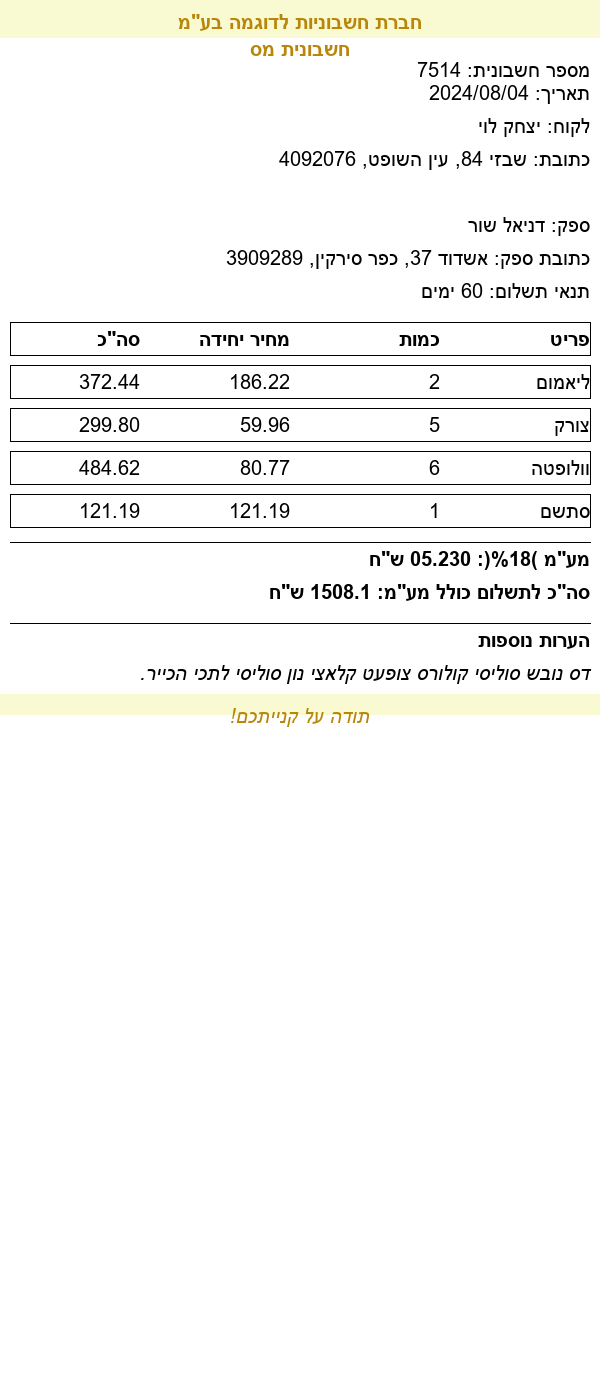 חברת חשבוניות לדוגמה בע"מ
חשבונית מס
מספר חשבונית: 7514
תאריך: 2024/08/04
לקוח: יצחק לוי
כתובת: שבזי 84, עין השופט, 4092076
ספק: דניאל שור
כתובת ספק: אשדוד 37, כפר סירקין, 3909289
תנאי תשלום: 60 ימים
פריט כמות מחיר יחידה סה"כ
ליאמום 2 186.22 372.44
צורק 5 59.96 299.80
וולופטה 6 80.77 484.62
סתשם 1 121.19 121.19
מע"מ )18%(: 05.230 ש"ח
סה"כ לתשלום כולל מע"מ: 1508.1 ש"ח
הערות נוספות
דס נובש סוליסי קולורס צופעט קלאצי נון סוליסי לתכי הכייר.
תודה על קנייתכם!